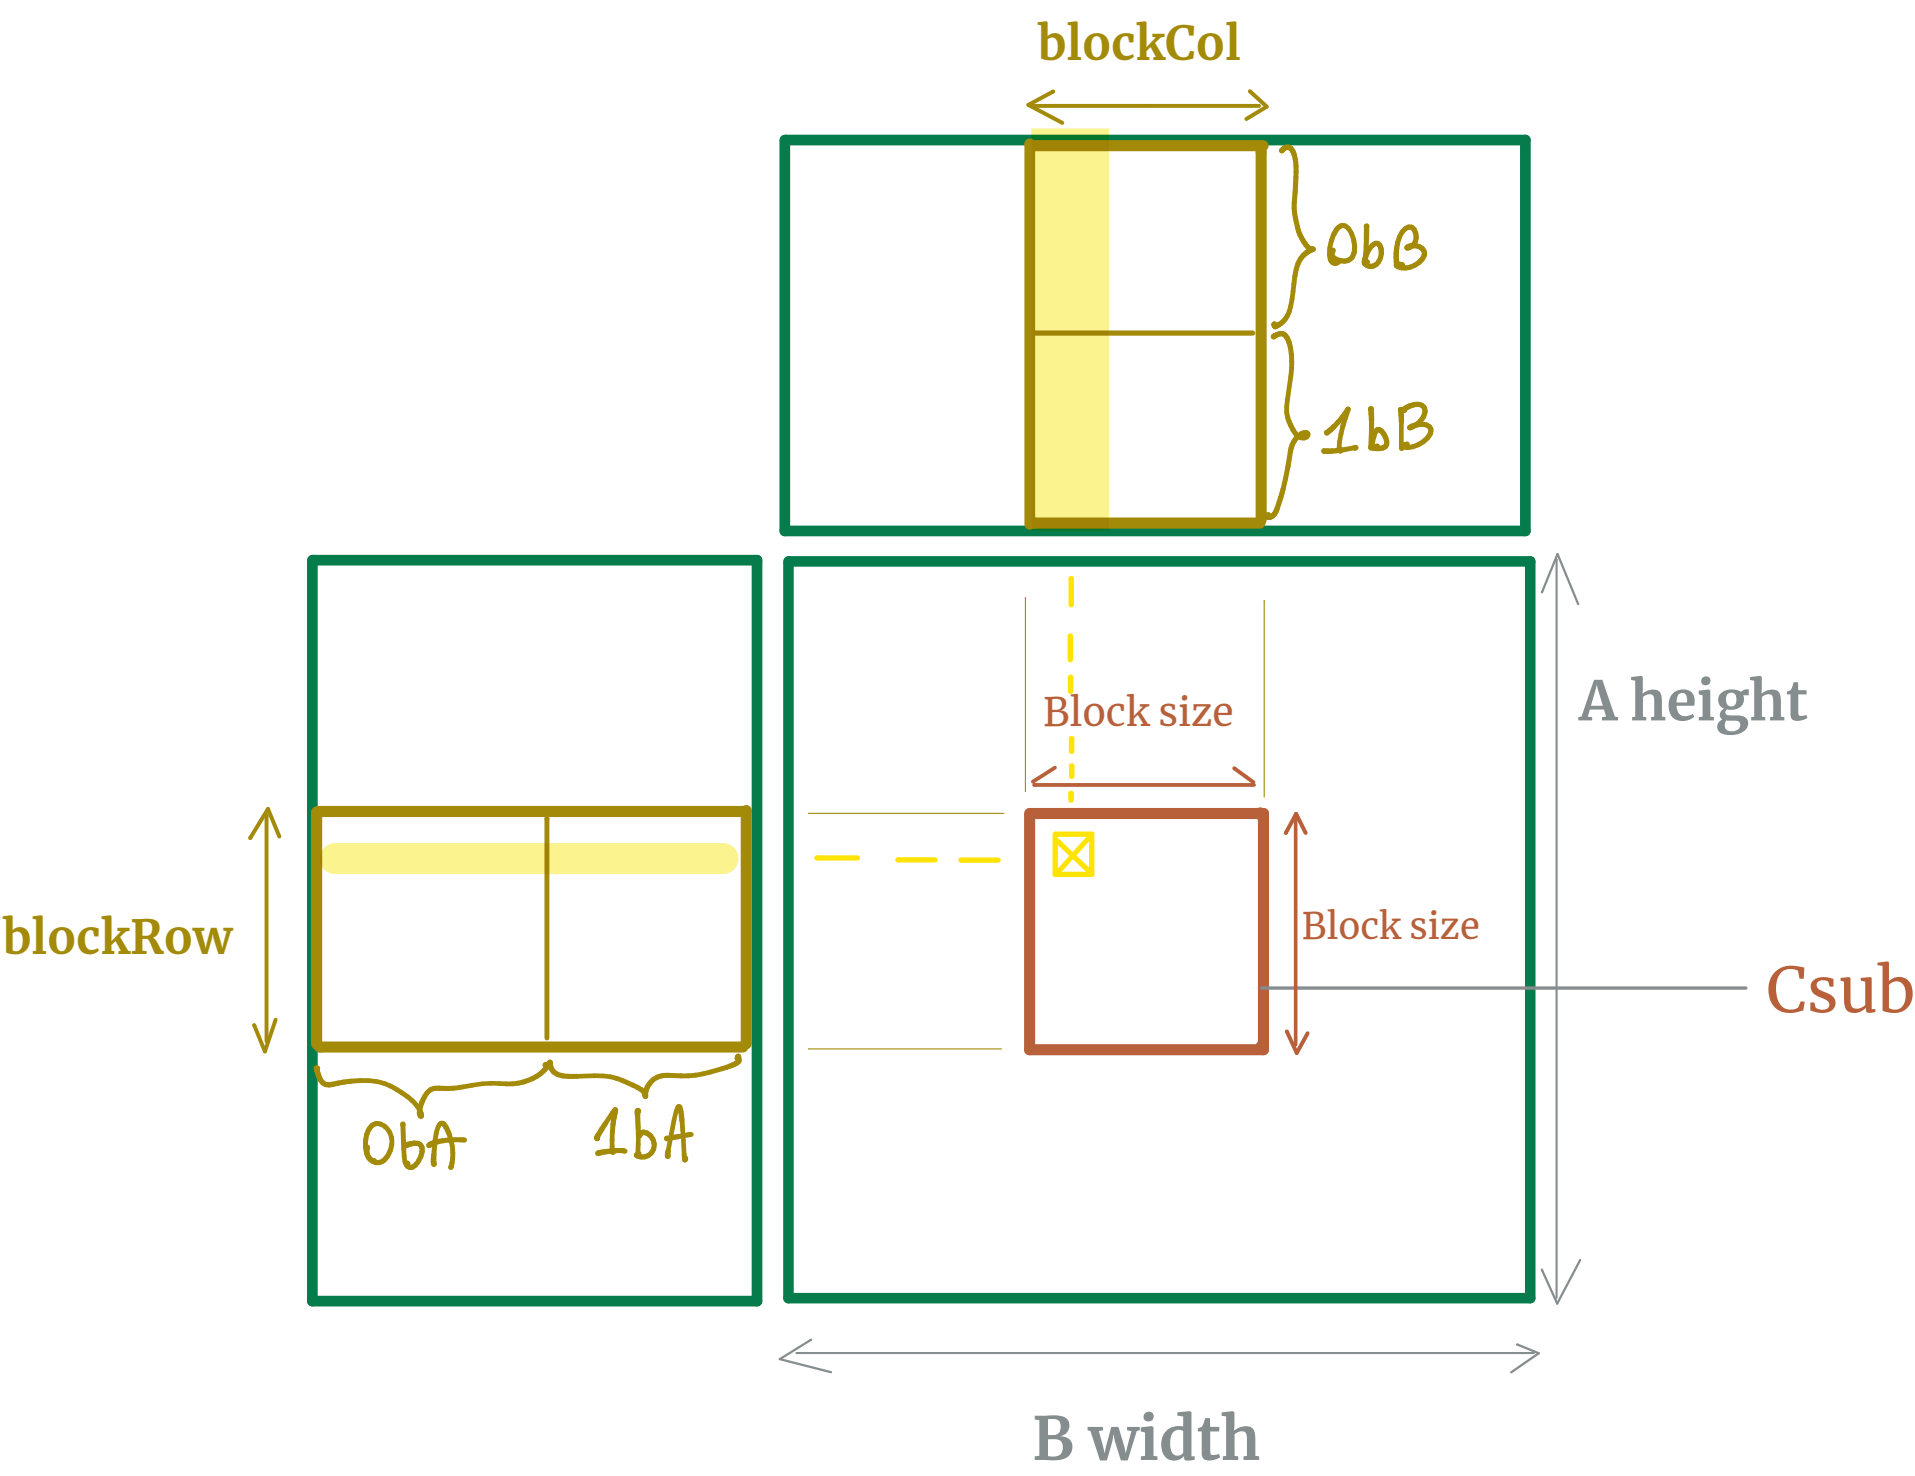 blockCol
0bB
1bB
A height
Block size
blockRow
Block size
Csub
0bA
1bA
B width